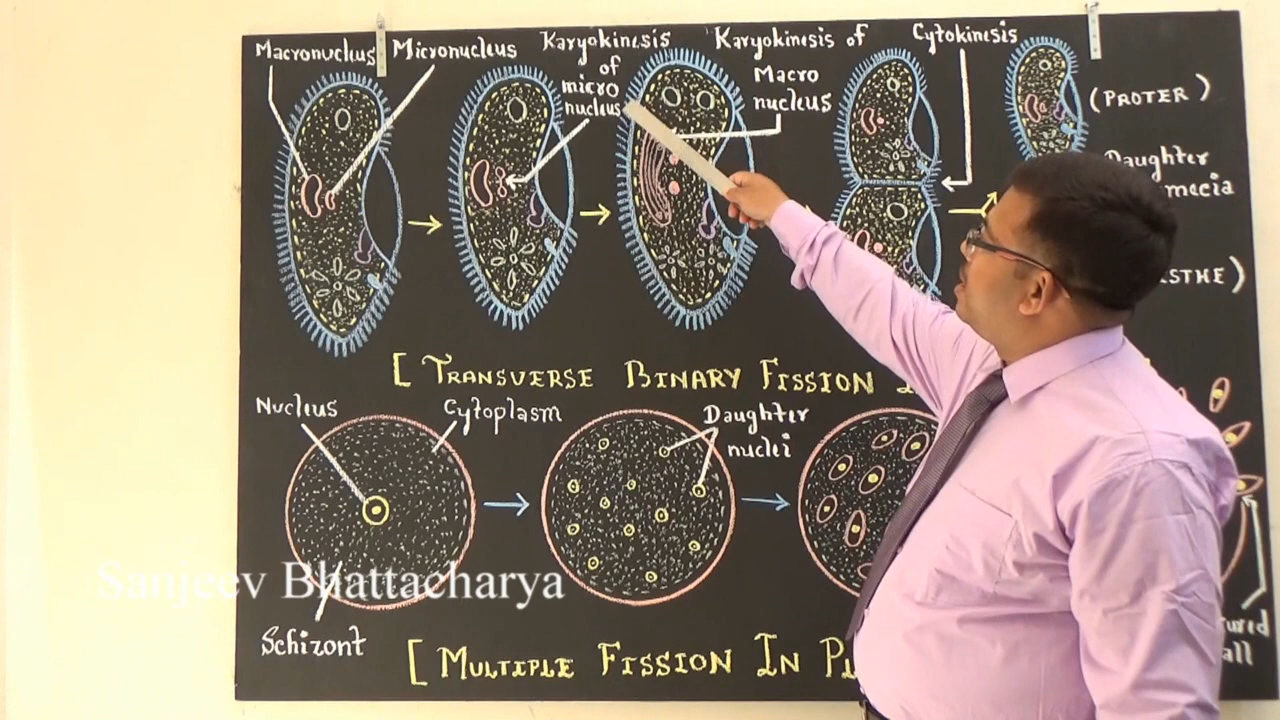 Macronucleus
Micronucleus
Karyokinesis
of
micro
nucleus
Karyokinesis of
Macro
nucleus
Cytokinesis
(PROTER)
Daughter
[ TRANSVERSE BINARY FISSION
Nucleus
Cytoplasm
Daughter
nuclei
Sanjeev Bhattacharya
Schizont
[ MULTIPLE FISSION IN